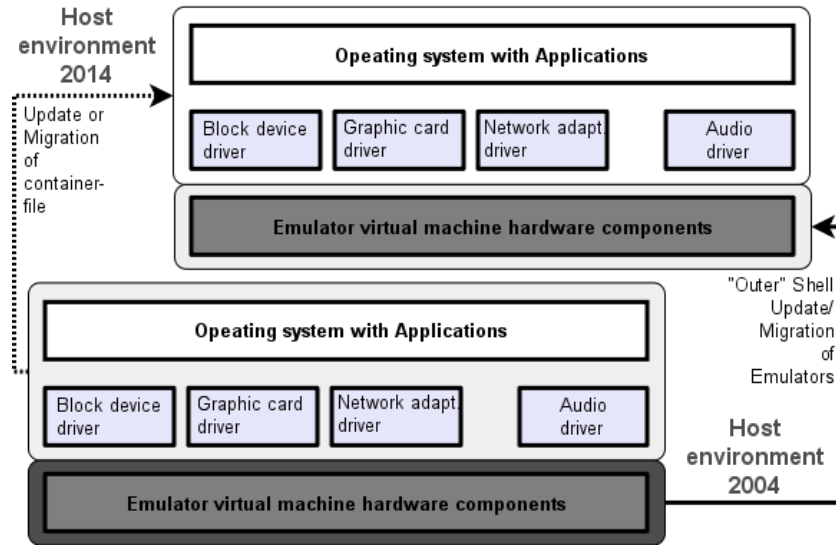 Host
environment
2014
Update or
Migration
of
container-
file
Opeating system with Applications
Block device
driver
Graphic card
driver
Network adapt.
driver
Audio
driver
Emulator virtual machine hardware components
"Outer" Shell
Update/
Migration
of
Emulators
Opeating system with Applications
Block device
driver
Graphic card
driver
Network adapt.
driver
Audio
driver
Emulator virtual machine hardware components
Host
environment
2004